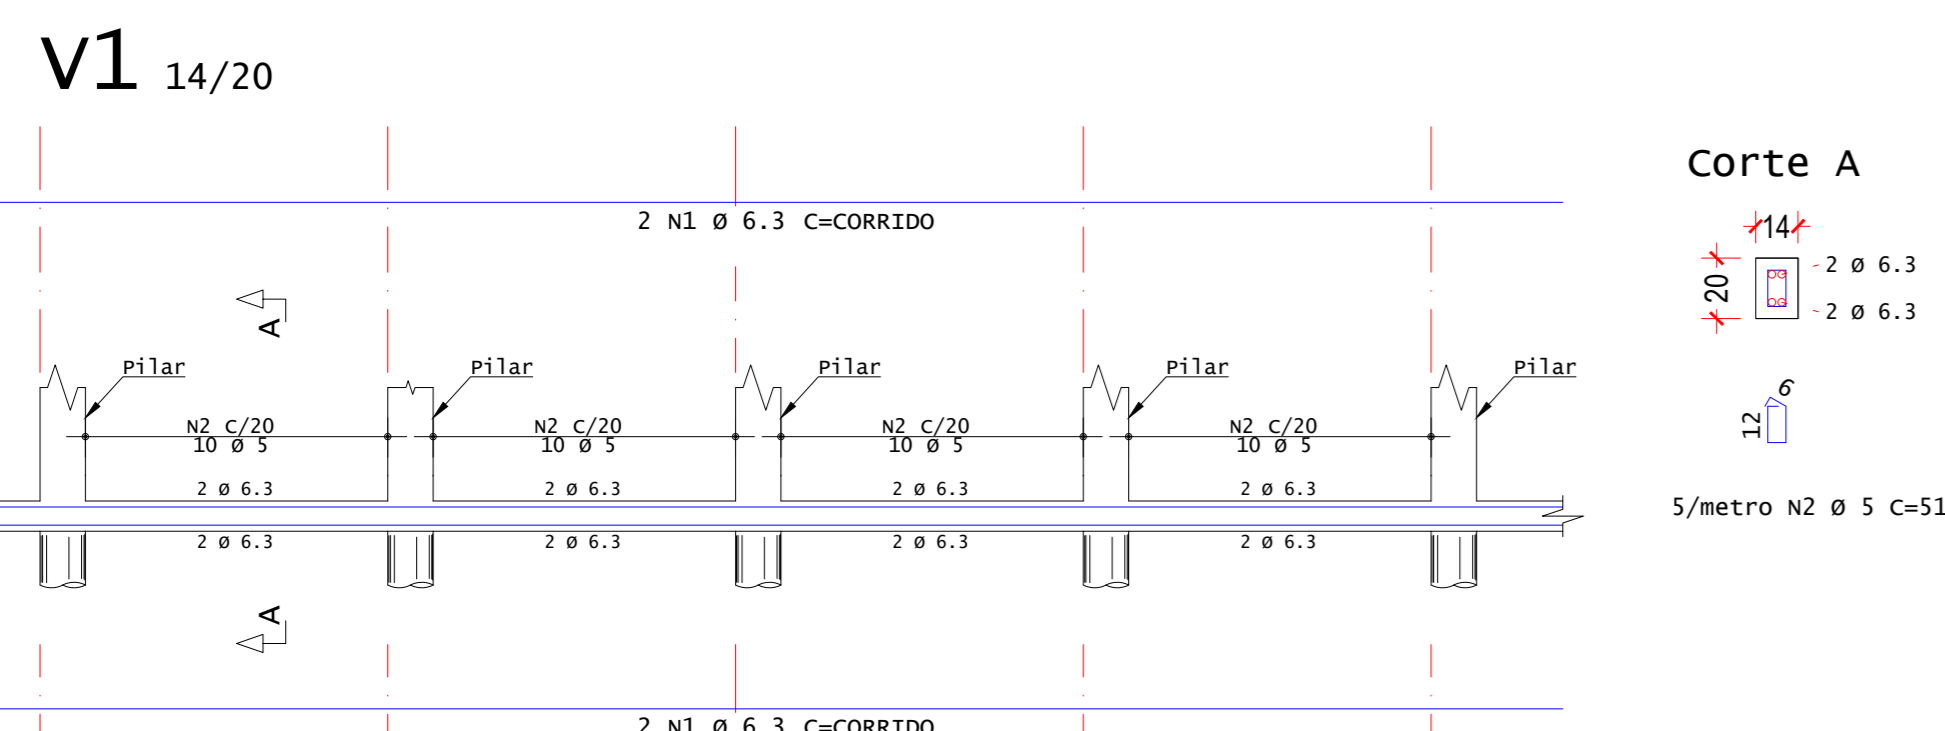 V1 14/20
2 N1 Ø 6.3 C=CORRIDO
Corte A
14
20
2 Ø 6.3
2 Ø 6.3
A
Pilar
Pilar
Pilar
Pilar
Pilar
6
12
N2 C/20
10 Ø 5
N2 C/20
10 Ø 5
N2 C/20
10 Ø 5
N2 C/20
10 Ø 5
2 Ø 6.3
2 Ø 6.3
2 Ø 6.3
2 Ø 6.3
5/metro N2 Ø 5 C=51
2 Ø 6.3
2 Ø 6.3
2 Ø 6.3
2 Ø 6.3
A
2 N1 Ø 6.3 C=CORRIDO